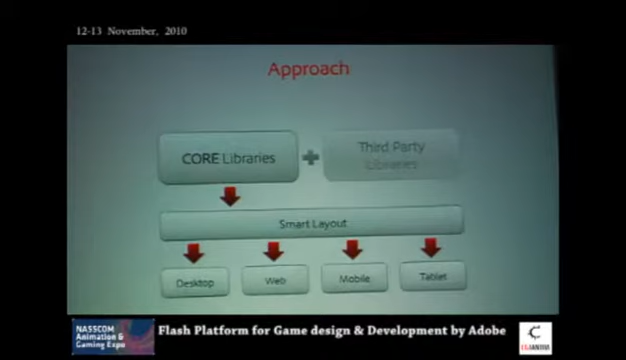 12-13 November, 2010
Approach
CORE Libraries
Third Party
Libraries
Smart Layout
Desktop
Web
Mobile
Tablet
NASSCOM
Animation &
Gaming Expo
Flash Platform for Game design & Development by Adobe